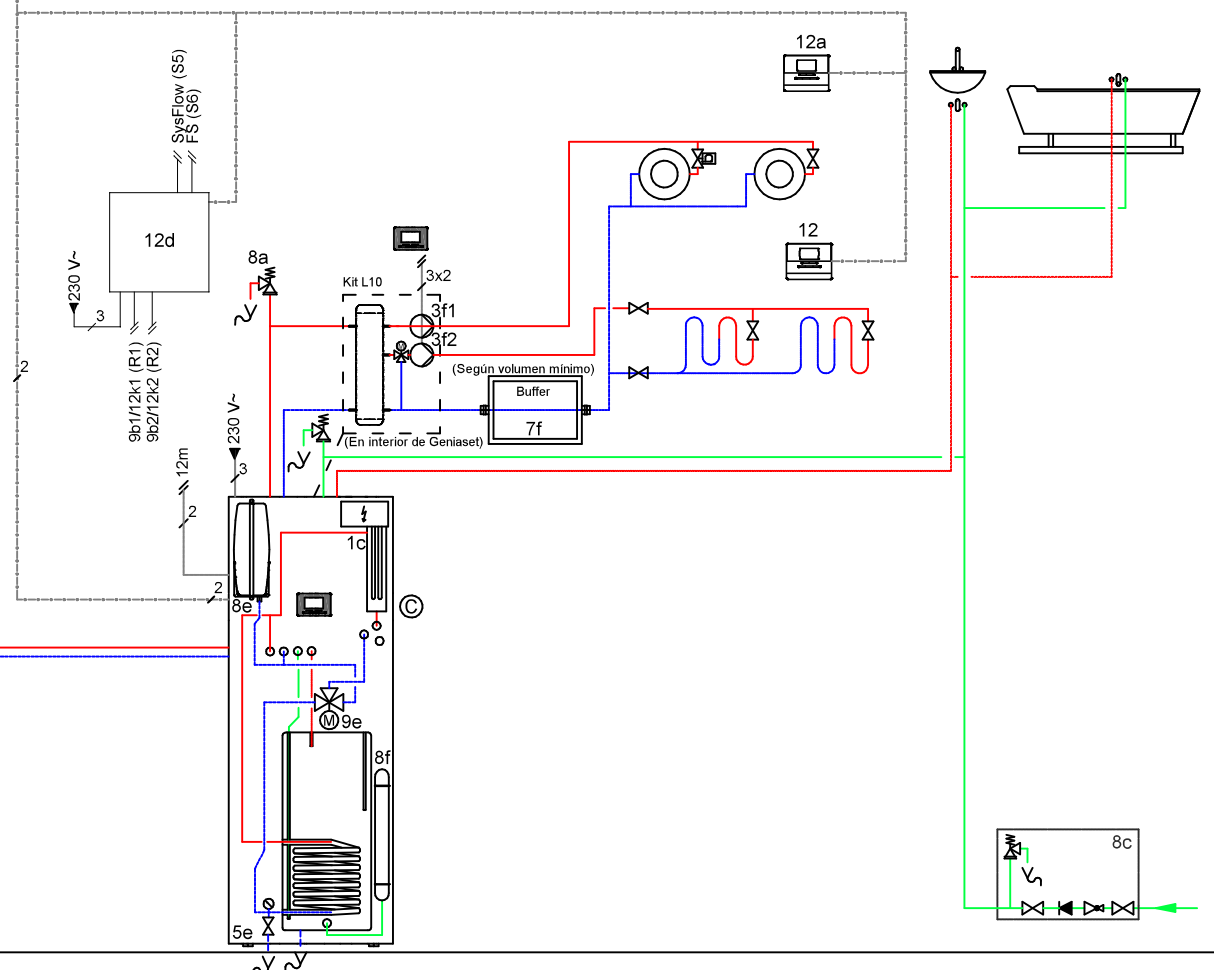 12a
SysFlow (S5)
FS (S6)
12d
12
8a
230 V~
3
Kit L10
3x2
3f1
3f2
M
(Según volumen mínimo)
Buffer
7f
9b1/12k1 (R1)
9b2/12k2 (R2)
2
230 V~
3
(En interior de Geniaset)
12m
2
1c
2
8e
C
M
9e
8f
5e
8c